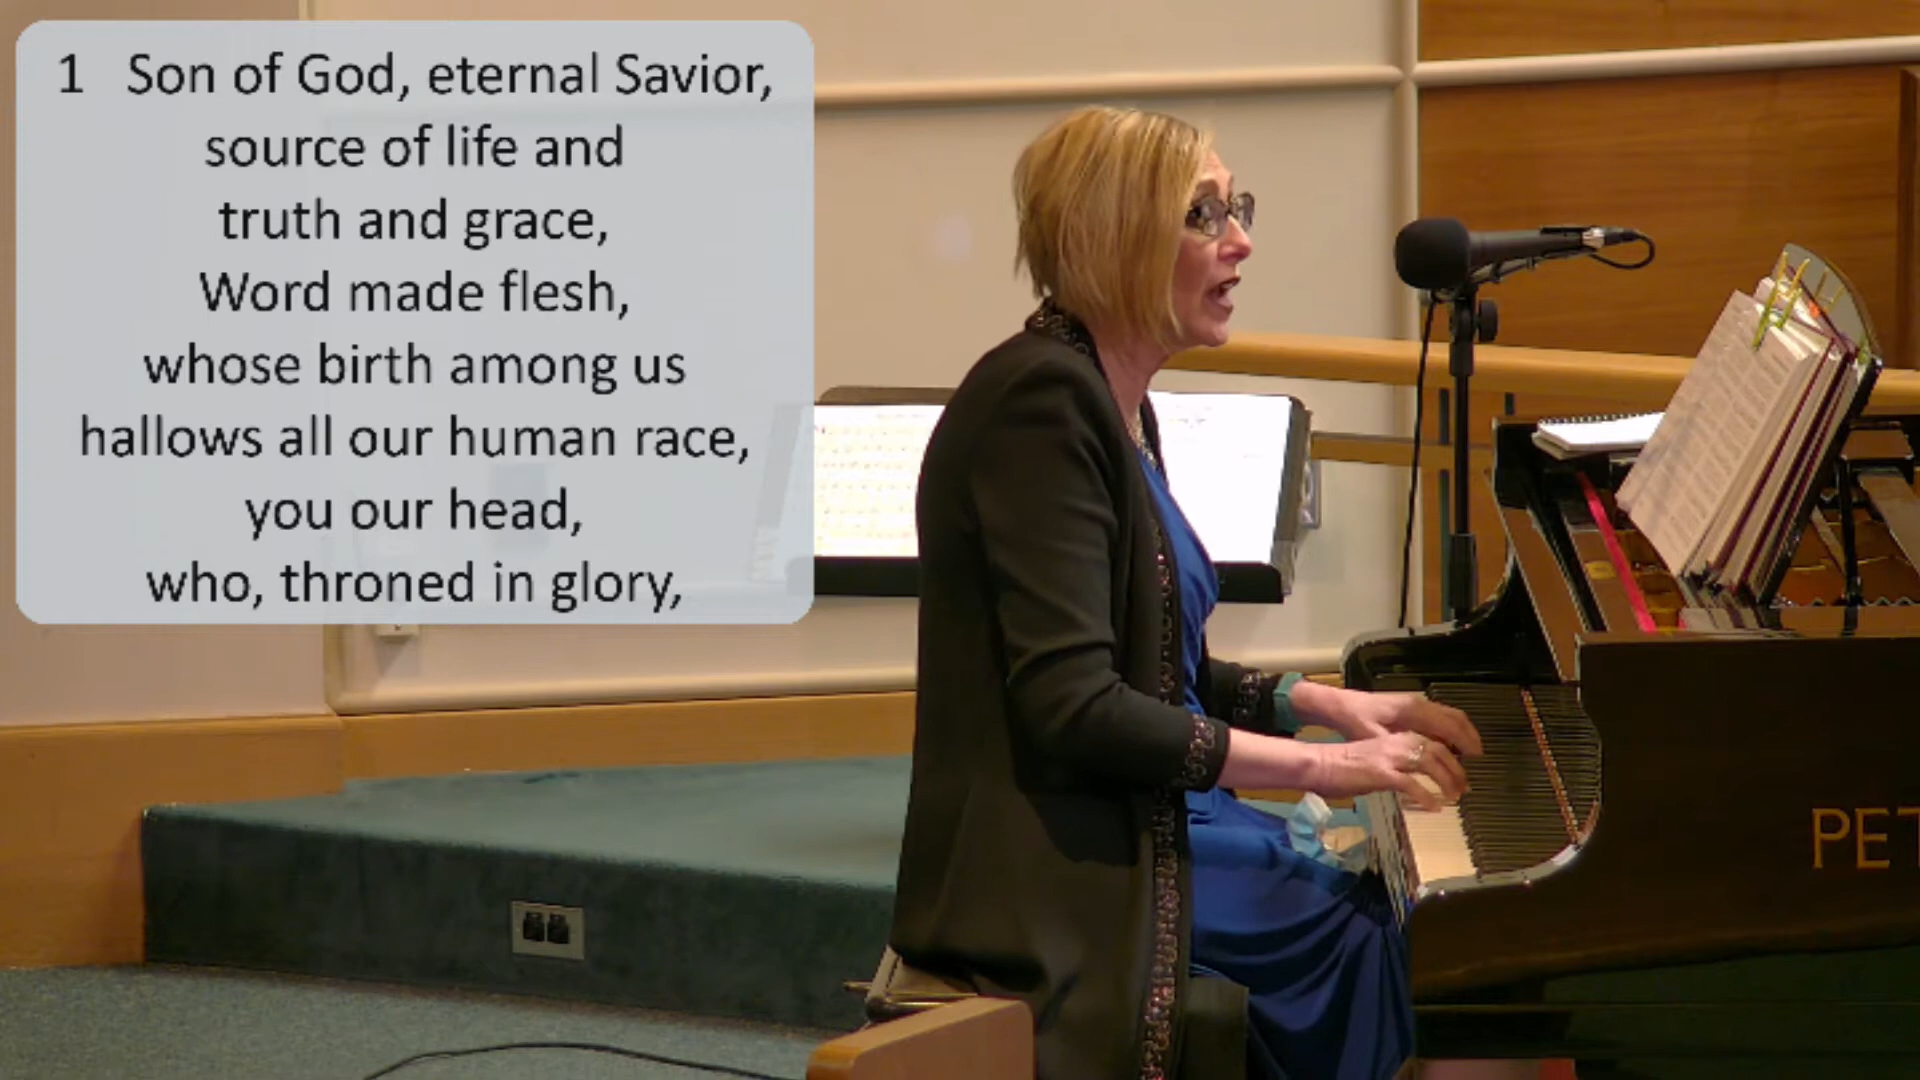 1 Son of God, eternal Savior,
source of life and
truth and grace,
Word made flesh,
whose birth among us
hallows all our human race,
you our head,
who, throned in glory,
PET